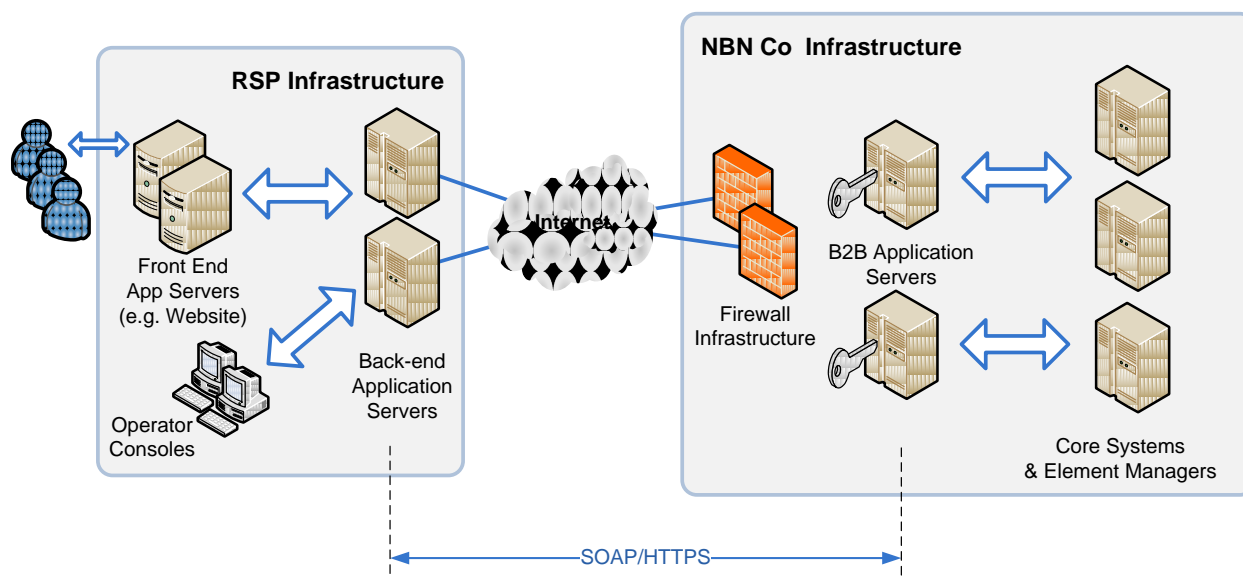 RSP Infrastructure
NBN Co  Infrastructure
Internet
Front End
App Servers
(e.g. Website)
Back-end
Application
Servers
Operator
Consoles
Firewall
Infrastructure
B2B Application
Servers
Core Systems
& Element Managers
SOAP/HTTPS